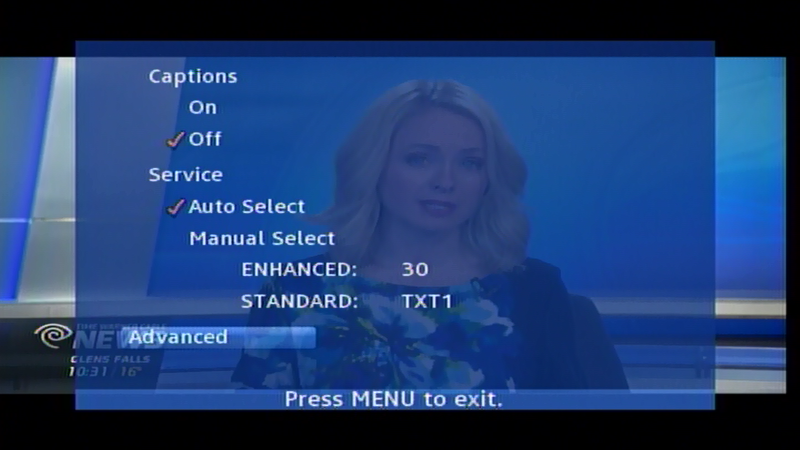 Captions
On
Off
Service
Auto Select
Manual Select
ENHANCED: 30
STANDARD: TXT1
Advanced
NEWS
GLENS FALLS
10:31 16°
Press MENU to exit.